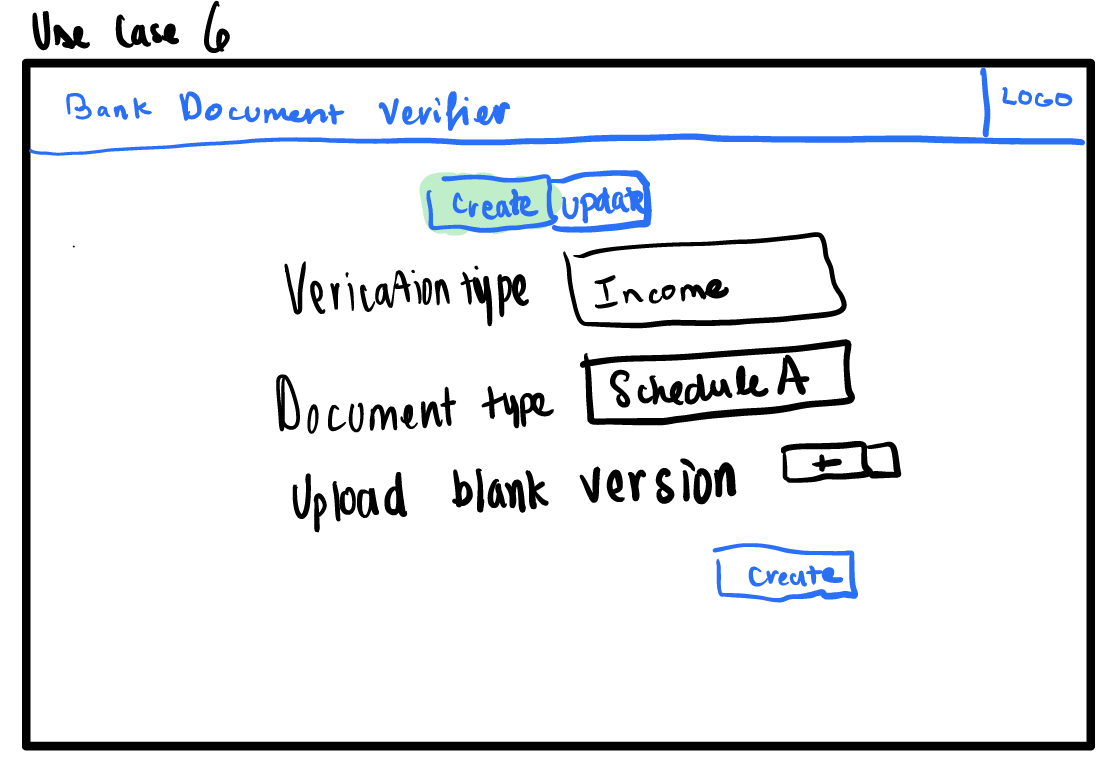 Use Case 6
Bank Document Verifier LOGO
Create update
Verication type Income
Document type Schedule A
Upload blank version +
Create